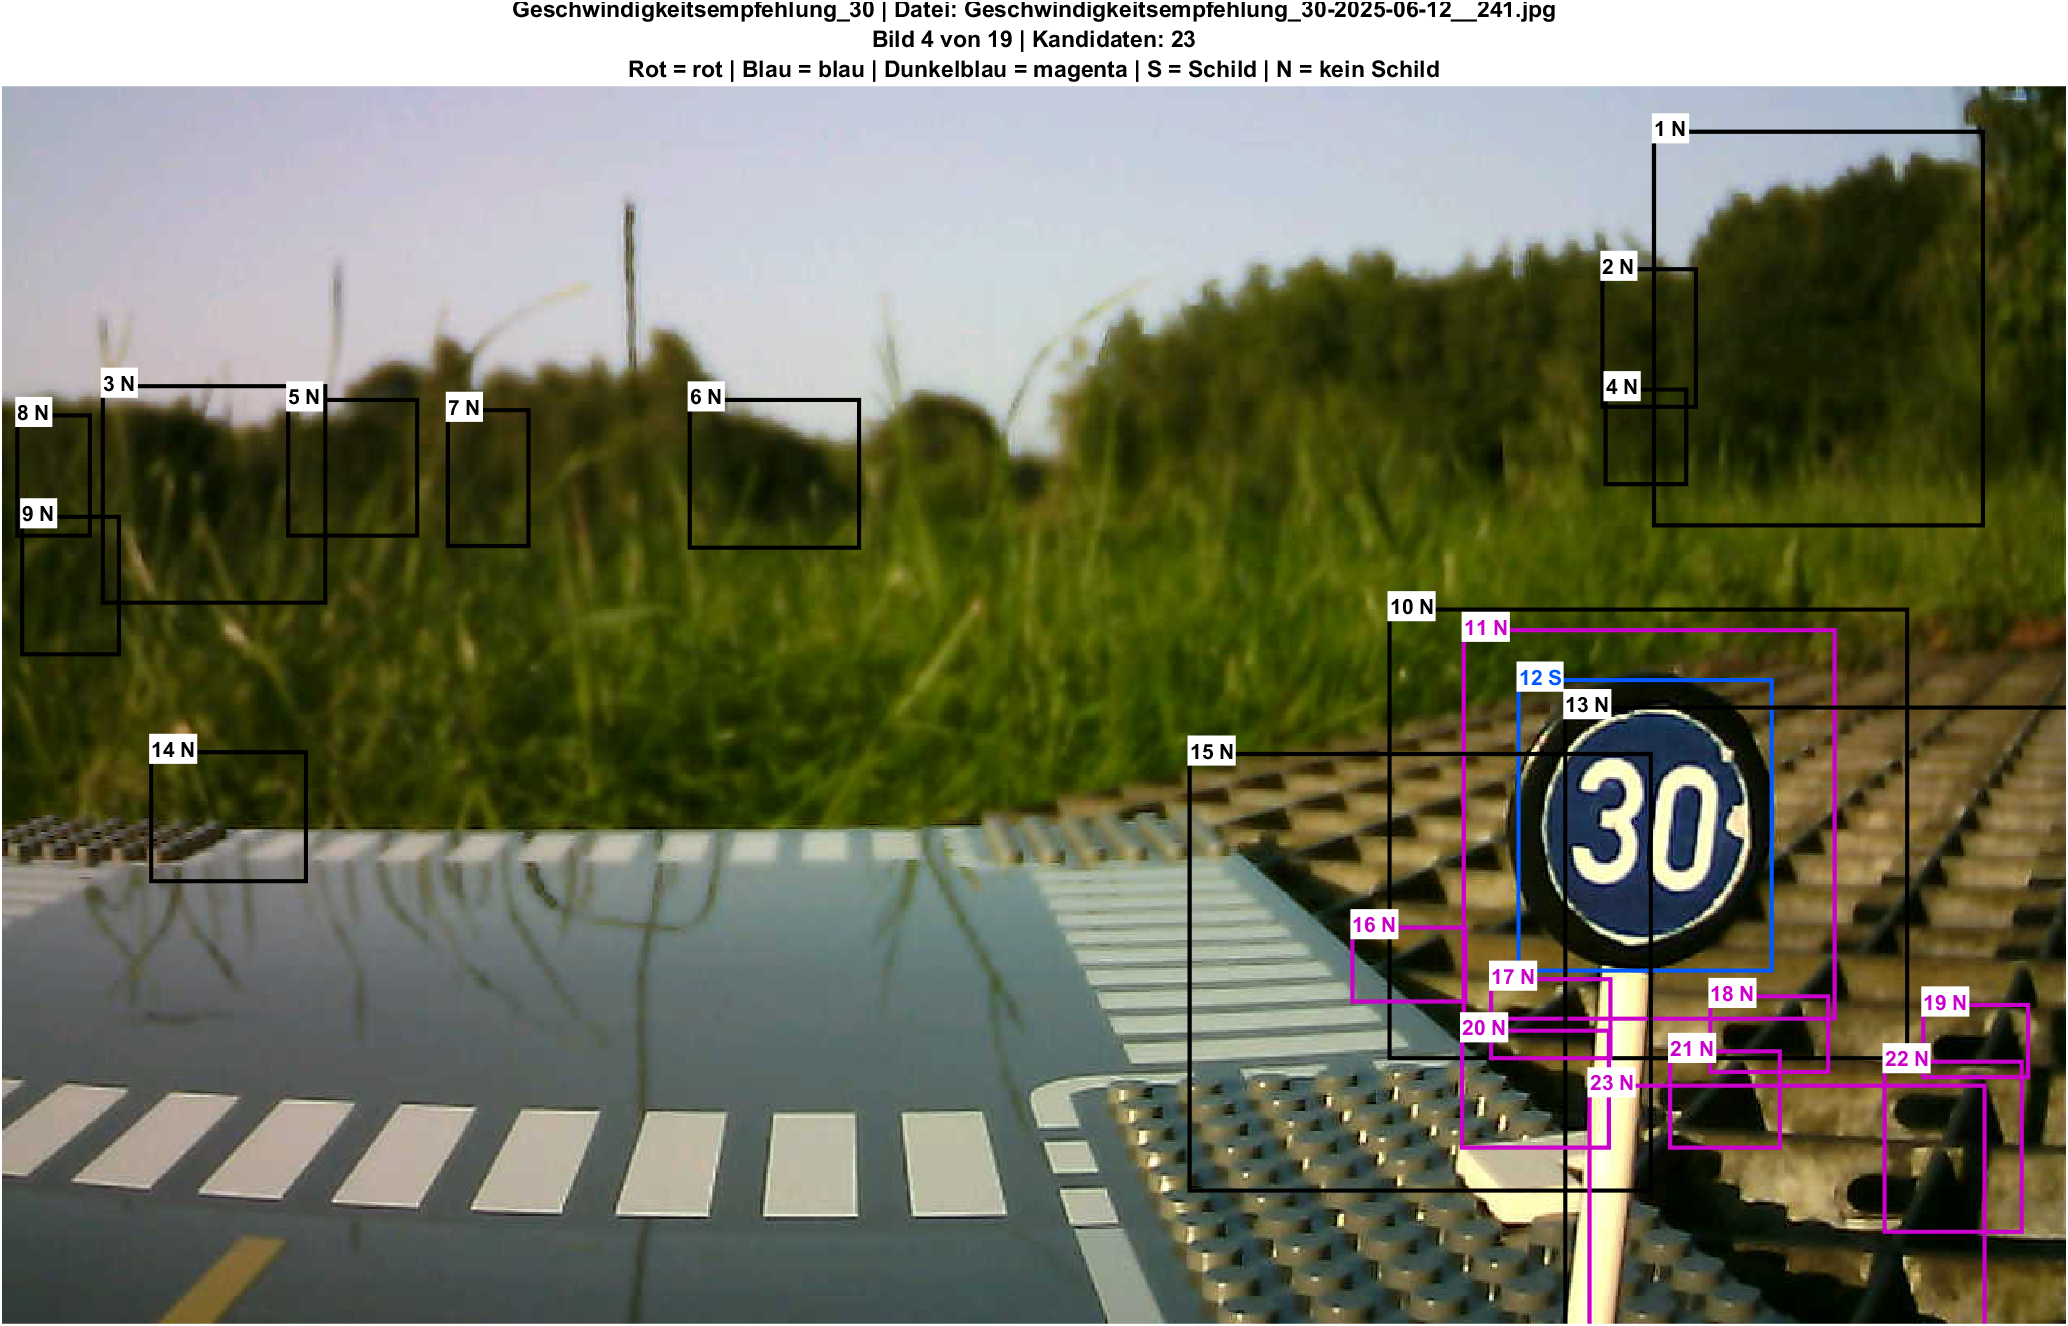 Geschwindigkeitsempfehlung_30 | Datei: Geschwindigkeitsempfehlung_30-2025-06-12__241.jpg
Bild 4 von 19 | Kandidaten: 23
Rot = rot | Blau = blau | Dunkelblau = magenta | S = Schild | N = kein Schild
1 N
2 N
3 N
4 N
5 N
6 N
7 N
8 N
9 N
10 N
11 N
12 S
13 N
14 N
15 N
30
16 N
17 N
18 N
19 N
20 N
21 N
22 N
23 N